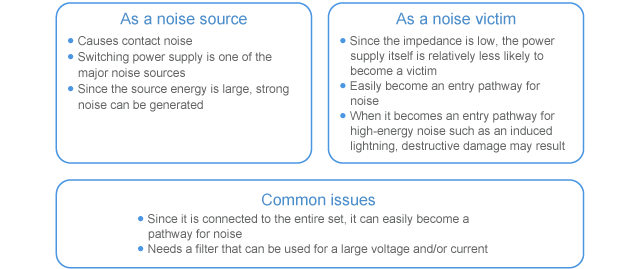 As a noise source
● Causes contact noise
● Switching power supply is one of the
major noise sources
● Since the source energy is large, strong
noise can be generated
As a noise victim
● Since the impedance is low, the power
supply itself is relatively less likely to
become a victim
● Easily become an entry pathway for
noise
● When it becomes an entry pathway for
high-energy noise such as an induced
lightning, destructive damage may result
Common issues
● Since it is connected to the entire set, it can easily become a
pathway for noise
● Needs a filter that can be used for a large voltage and/or current